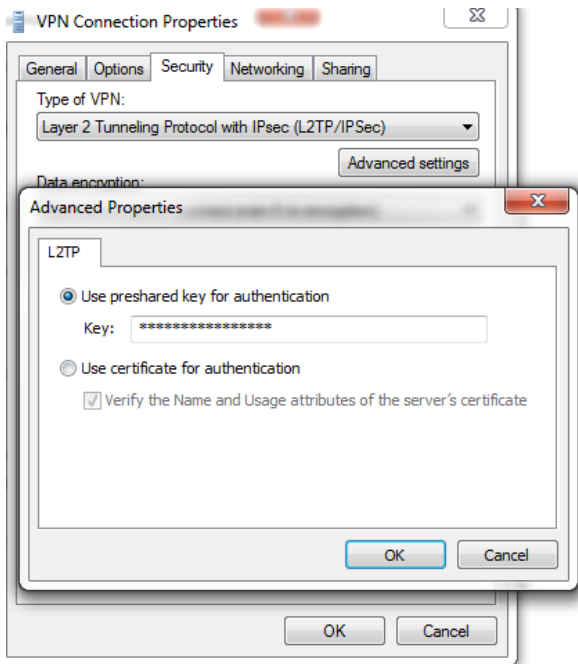 VPN Connection Properties
General Options Security Networking Sharing
Type of VPN:
Layer 2 Tunneling Protocol with IPsec (L2TP/IPSec)
Advanced settings
Data encryption:
Advanced Properties
L2TP
Use preshared key for authentication
Key: ****************
Use certificate for authentication
Verify the Name and Usage attributes of the server's certificate
OK Cancel
OK Cancel